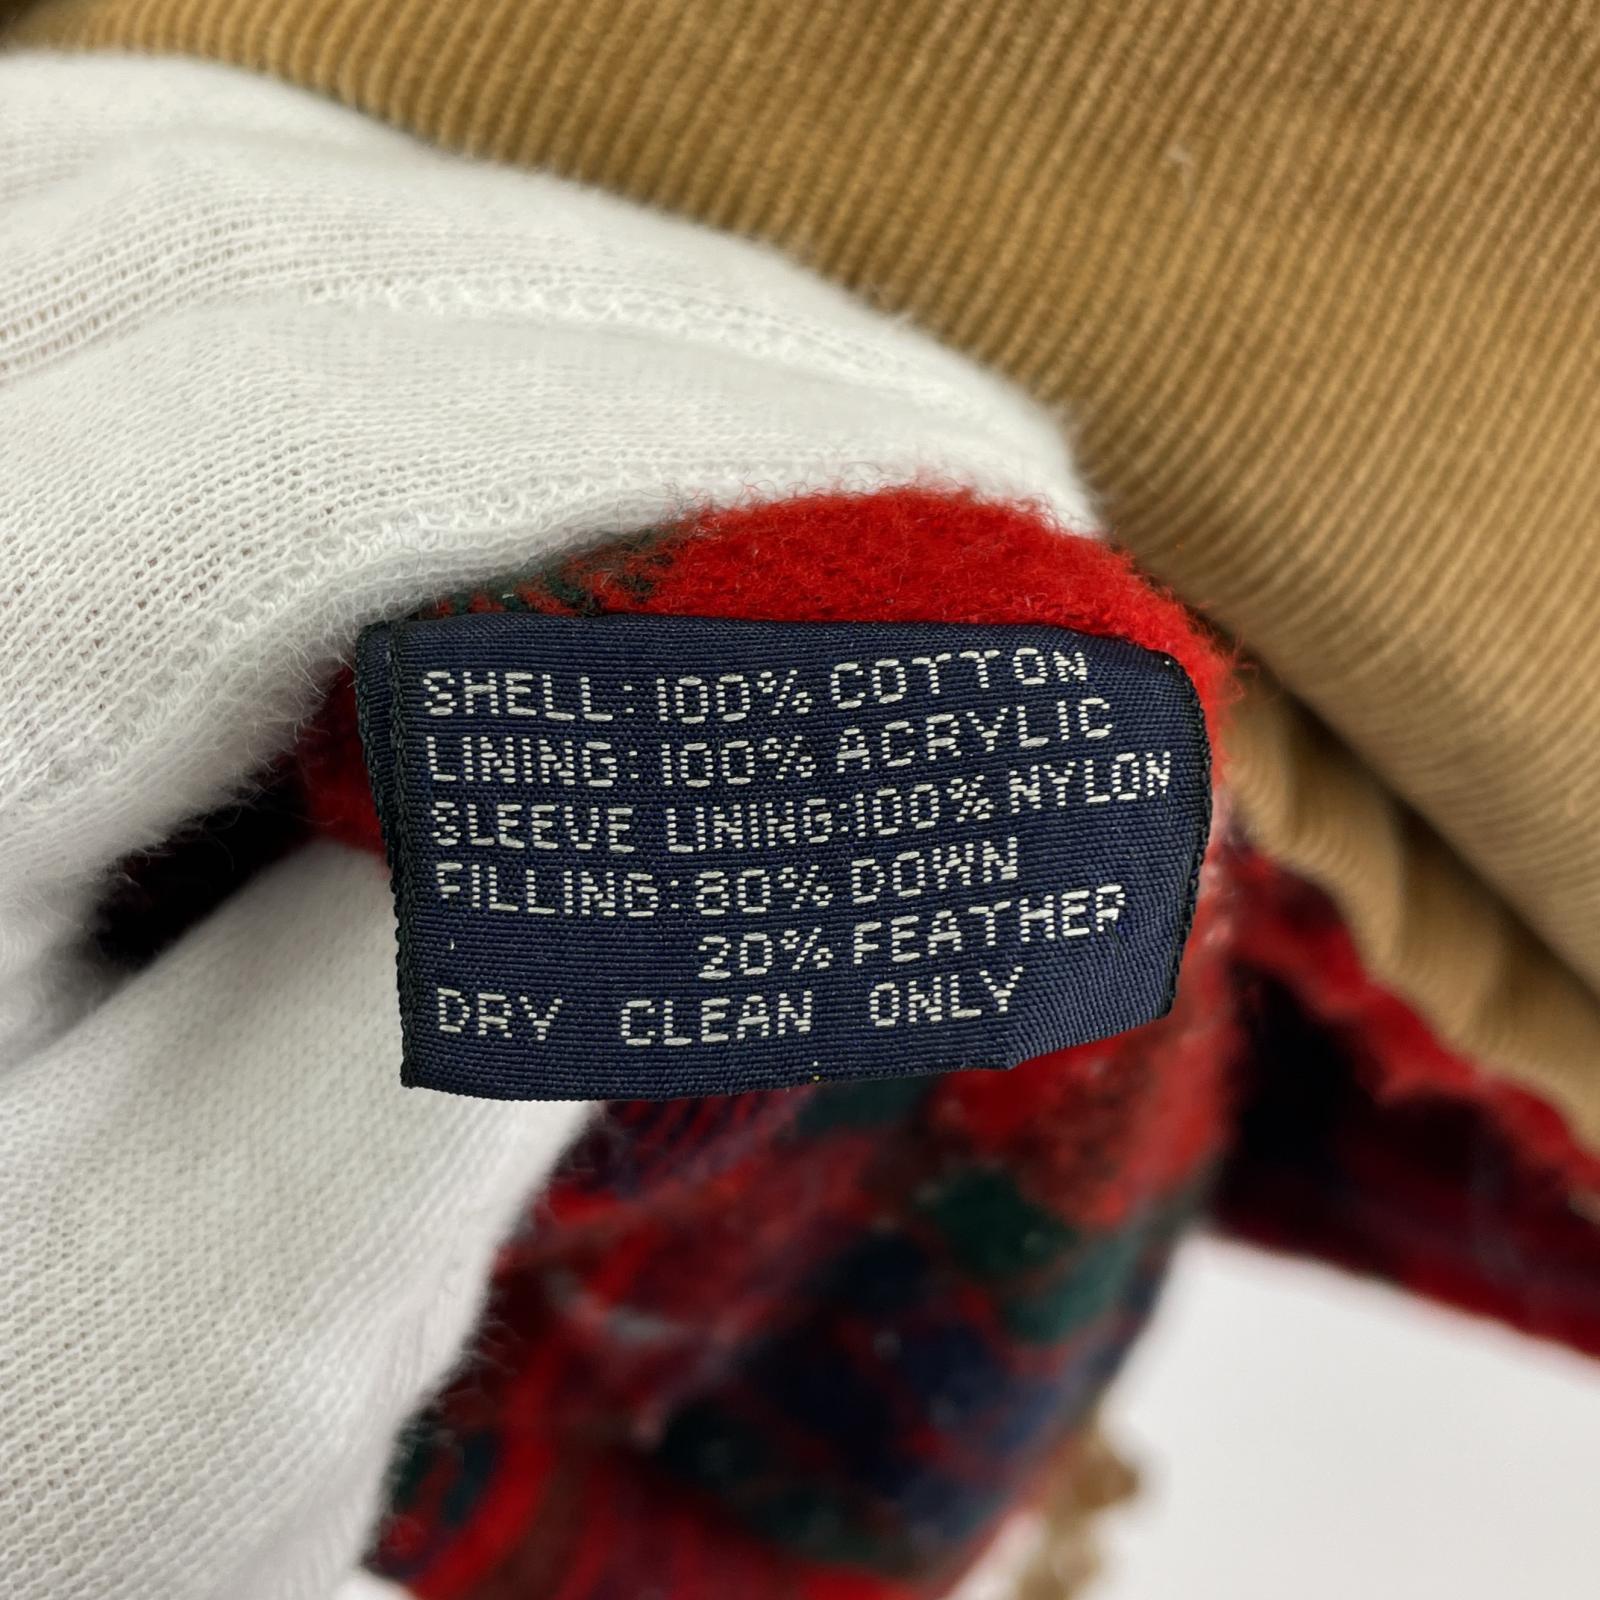 SHELL: 100% COTTON
LINING: 100% ACRYLIC
SLEEVE LINING: 100% NYLON
FILLING: 80% DOWN
20% FEATHER
DRY CLEAN ONLY